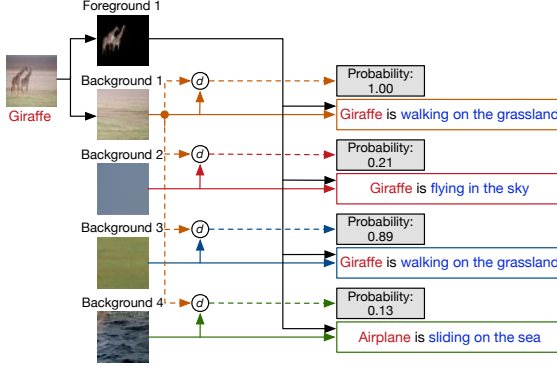 Foreground 1
Giraffe
Background 1
d
Probability:
1.00
Giraffe is walking on the grassland
Background 2
d
Probability:
0.21
Giraffe is flying in the sky
Background 3
d
Probability:
0.89
Giraffe is walking on the grassland
Background 4
d
Probability:
0.13
Airplane is sliding on the sea